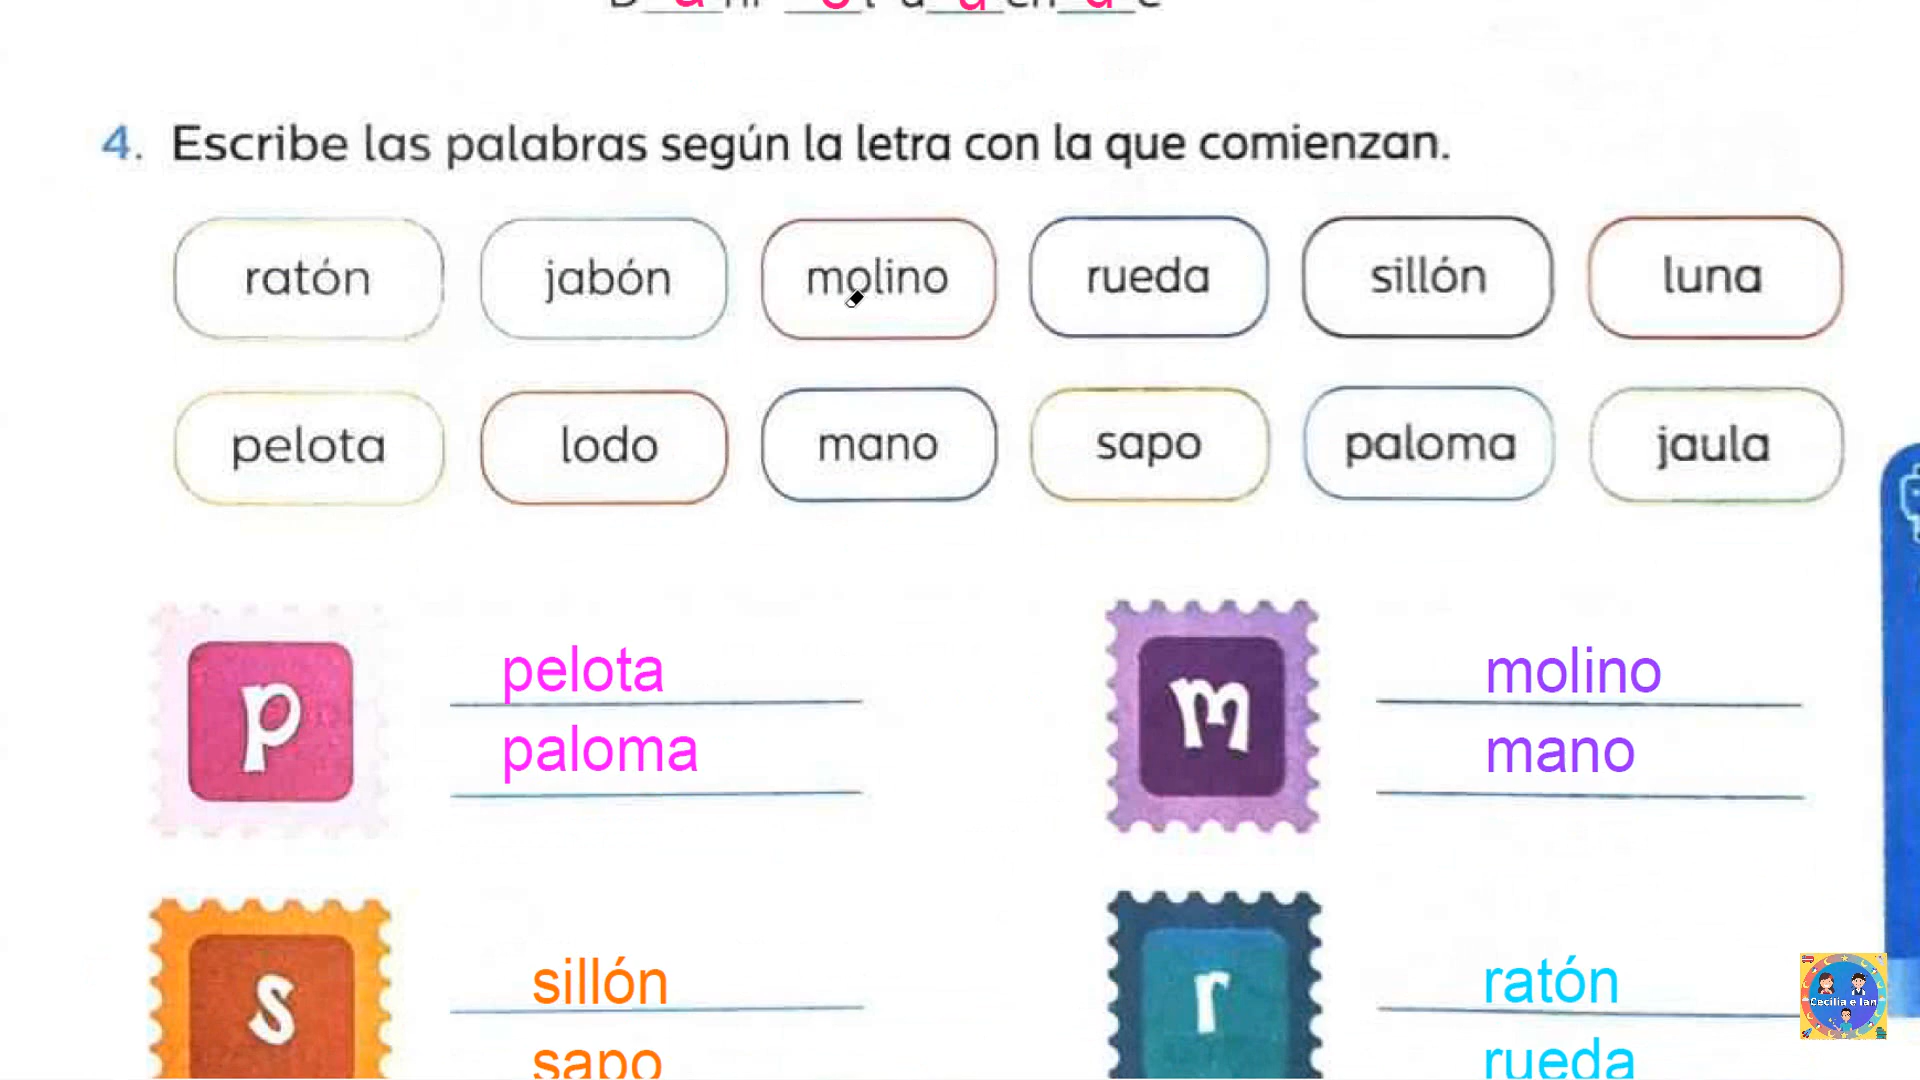 4. Escribe las palabras según la letra con la que comienzan.
ratón jabón molino rueda sillón luna
pelota lodo mano sapo paloma jaula
p
pelota
paloma
m
molino
mano
s
sillón
sapo
r
ratón
rueda
Cecilia e Ian